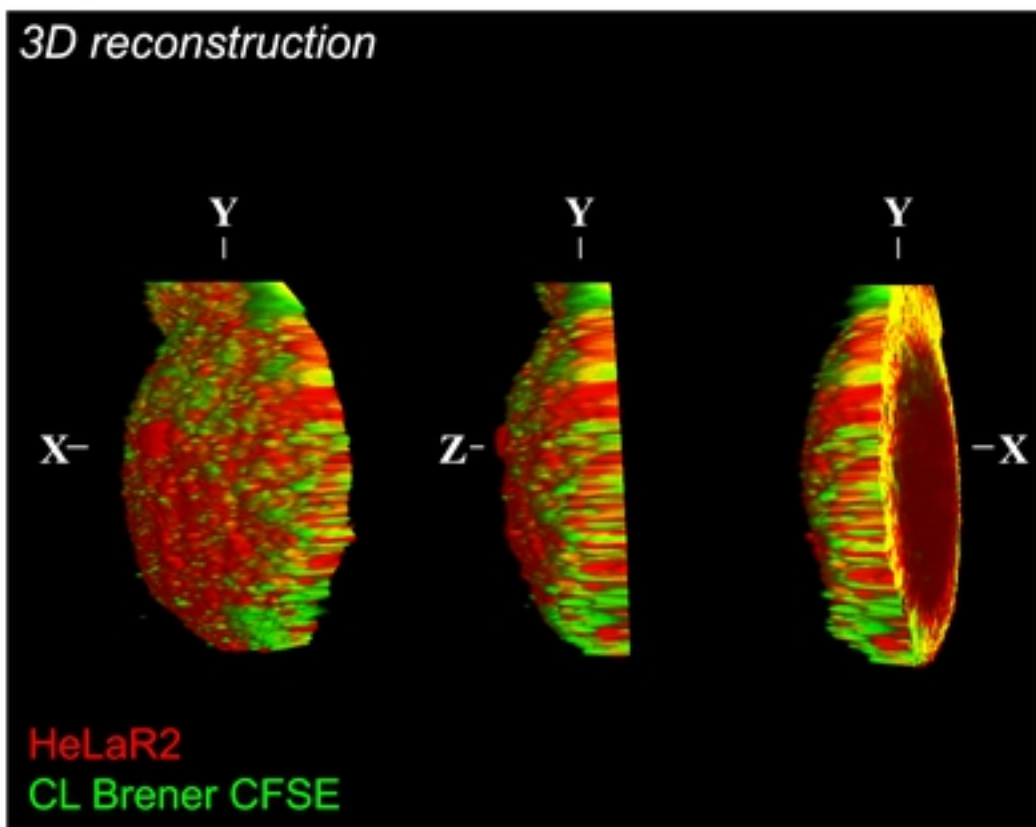 3D reconstruction
Y Y Y
X Z X
HeLaR2
CL Brener CFSE